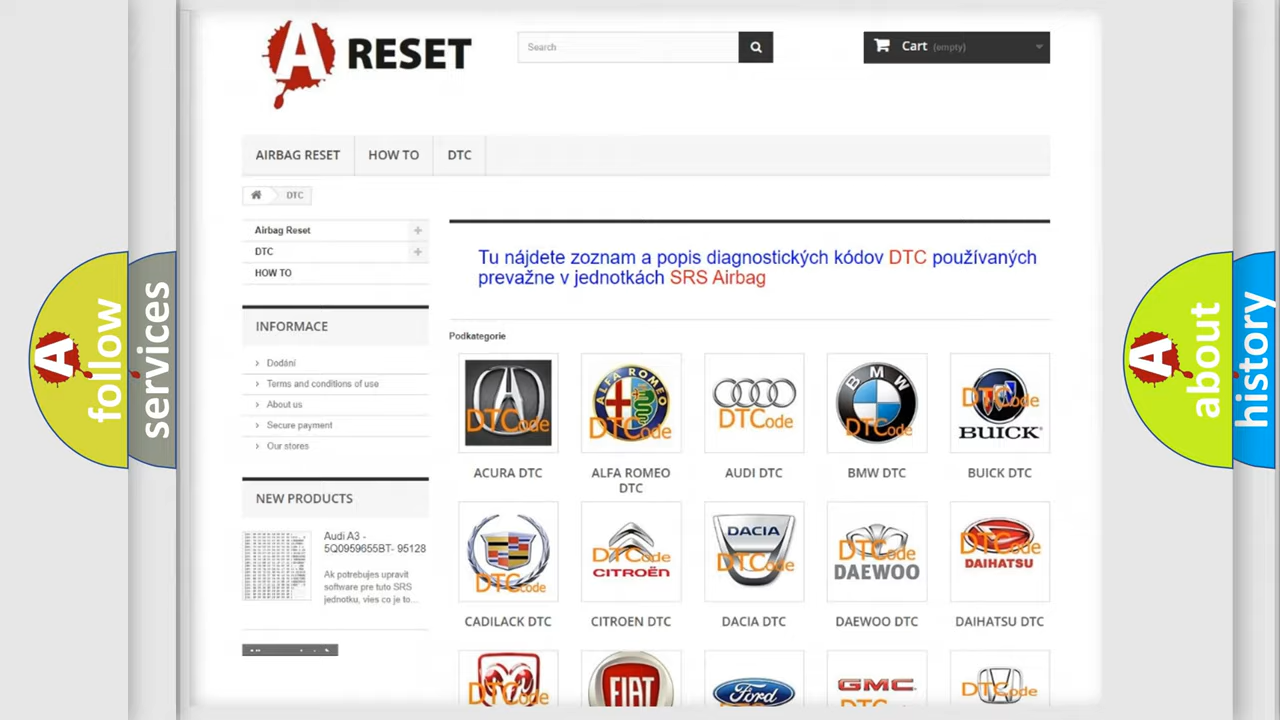 A RESET
Search
Cart (empty)
AIRBAG RESET
HOW TO
DTC
DTC
Airbag Reset
DTC
HOW TO
INFORMACE
Dodání
Terms and conditions of use
About us
Secure payment
Our stores
NEW PRODUCTS
Audi A3 -
5Q0959655BT- 95128
Ak potrebujes upravit
software pre tuto SRS
jednotku, vies co je to...
Tu nájdete zoznam a popis diagnostických kódov DTC používaných
prevažne v jednotkách SRS Airbag
Podkategorie
DTCode
ALFA ROMEO
DTCode
DTCode
BMW
DTCode
DTCode
BUICK
ACURA DTC
ALFA ROMEO
DTC
AUDI DTC
BMW DTC
BUICK DTC
DTCode
DTCode
CITROËN
DACIA
DTCode
DTCode
DAEWOO
DTCode
DAIHATSU
CADILACK DTC
CITROEN DTC
DACIA DTC
DAEWOO DTC
DAIHATSU DTC
DTCode
FIAT
Ford
GMC
DTCode
A follow
services
A about
history